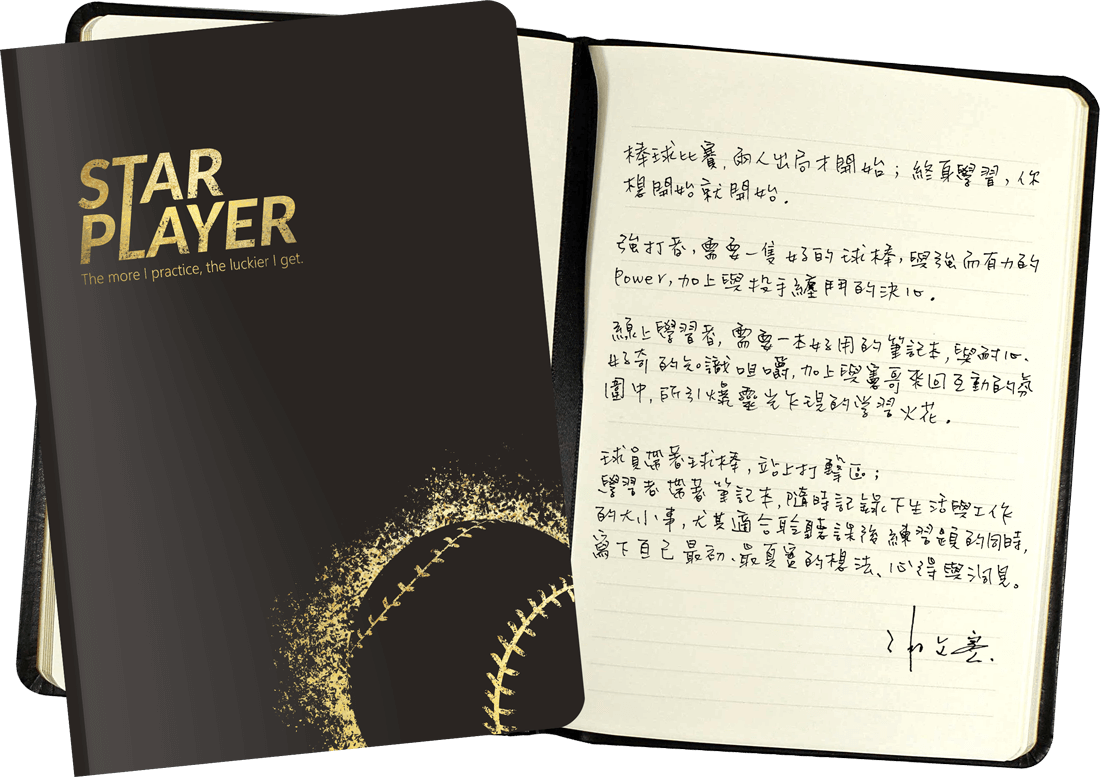 STAR
PLAYER
The more I practice, the luckier I get.
棒球比賽，兩人出局才開始；終身學習，你
想開始就開始。
強打者，需要一隻好的球棒，與強而有力的
Power，加上與投手纏鬥的決心。
線上學習者，需要一本好用的筆記本，與耐心、
好奇的知識咀嚼，加上與憲哥來回互動的氛
圍中，所引爆靈光乍現的學習火花。
球員帶著球棒，站上打擊區；
學習者帶著筆記本，隨時記錄下生活與工作
的大小事，尤其適合聆聽課後練習題的同時，
寫下自己最初、最真實的想法、心得與洞見。